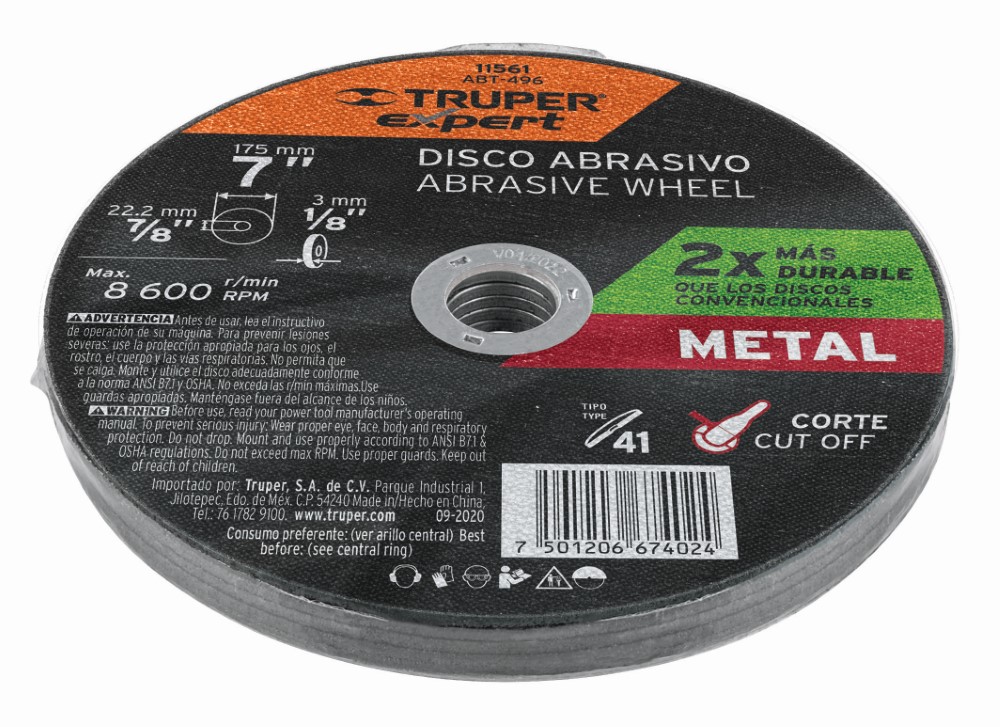 11561
ABT-496
TRUPER®
expert
DISCO ABRASIVO
ABRASIVE WHEEL
175 mm
7"
22.2 mm
7/8"
3 mm
1/8"
Max.
8 600 r/min RPM
V01/2022
2x MÁS DURABLE
QUE LOS DISCOS
CONVENCIONALES
METAL
ADVERTENCIA Antes de usar, lea el instructivo
de operación de su máquina. Para prevenir lesiones
severas: use la protección apropiada para los ojos, el
rostro, el cuerpo y las vías respiratorias. No permita que
se caiga. Monte y utilice el disco adecuadamente conforme
a la norma ANSI B7.1 y OSHA. No exceda las r/min máximas. Use
guardas apropiadas. Manténgase fuera del alcance de los niños.
WARNING Before use, read your power tool manufacturer's operating
manual. To prevent serious injury: Wear proper eye, face, body and respiratory
protection. Do not drop. Mount and use properly according to ANSI B7.1 &
OSHA regulations. Do not exceed max RPM. Use proper guards. Keep out
of reach of children.
TIPO
TYPE
41
CORTE
CUT OFF
Importado por: Truper, S.A. de C.V. Parque Industrial 1,
Jilotepec, Edo. de Méx. C.P. 54240 Made in/Hecho en China,
Tel.: 76 1782 9100. www.truper.com 09-2020
Consumo preferente: (ver arillo central) Best
before: (see central ring)
7 501206 674024